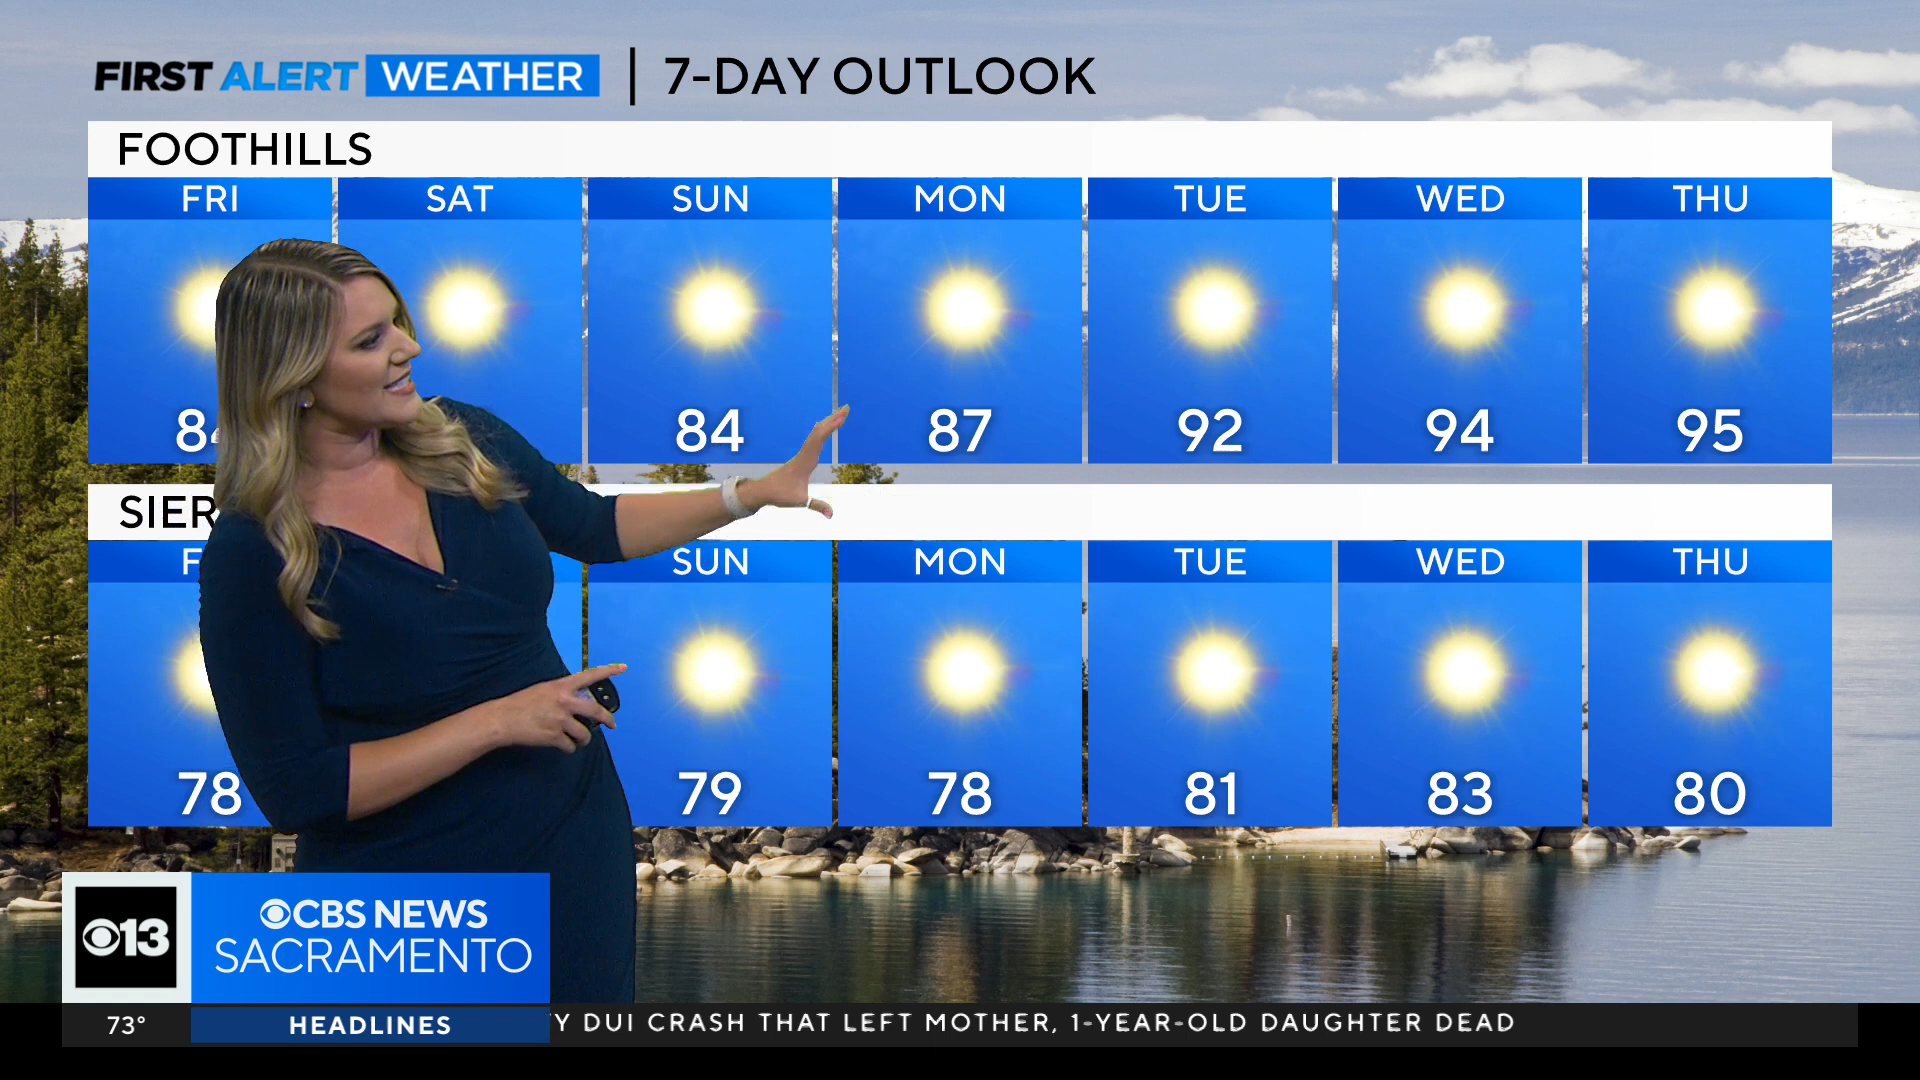 FIRST ALERT WEATHER | 7-DAY OUTLOOK
FOOTHILLS
FRI SAT SUN MON TUE WED THU
84 84 87 92 94 95
SIER
F SUN MON TUE WED THU
78 79 78 81 83 80
13 CBS NEWS
SACRAMENTO
73° HEADLINES Y DUI CRASH THAT LEFT MOTHER, 1-YEAR-OLD DAUGHTER DEAD